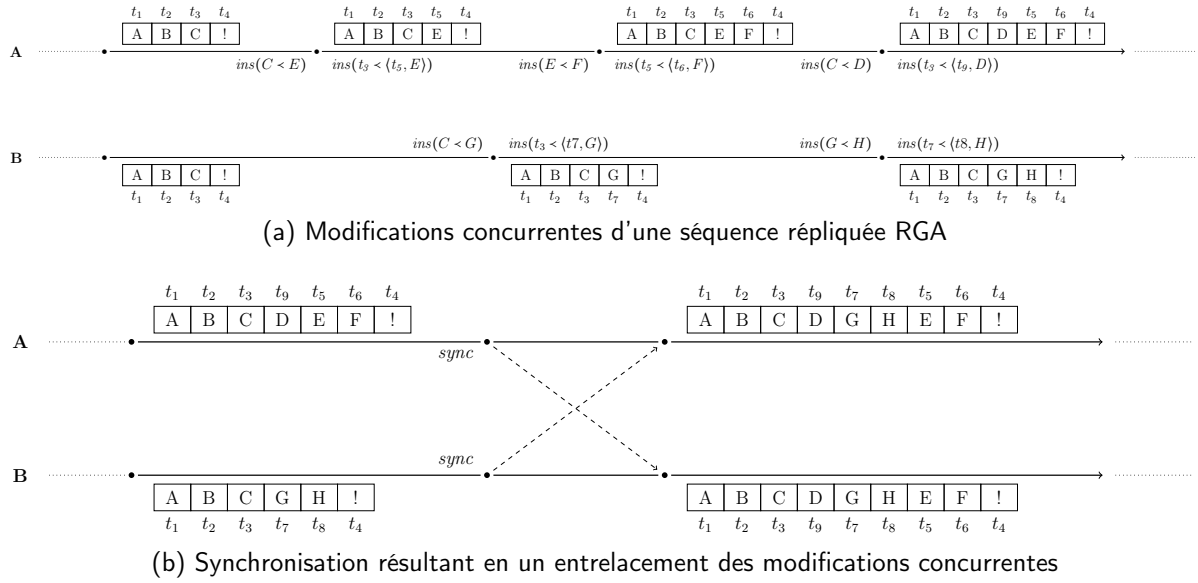 t₁ t₂ t₃ t₄ t₁ t₂ t₃ t₅ t₄ t₁ t₂ t₃ t₅ t₆ t₄ t₁ t₂ t₃ t₉ t₅ t₆ t₄
A B C ! A B C E ! A B C E F ! A B C D E F !
A
ins(C ≺ E) ins(t₃ ≺ ⟨t₅, E⟩) ins(E ≺ F) ins(t₅ ≺ ⟨t₆, F⟩) ins(C ≺ D) ins(t₃ ≺ ⟨t₉, D⟩)
ins(C ≺ G) ins(t₃ ≺ ⟨t7, G⟩) ins(G ≺ H) ins(t₇ ≺ ⟨t8, H⟩)
B
A B C ! A B C G ! A B C G H !
t₁ t₂ t₃ t₄ t₁ t₂ t₃ t₇ t₄ t₁ t₂ t₃ t₇ t₈ t₄
(a) Modifications concurrentes d'une séquence répliquée RGA
t₁ t₂ t₃ t₉ t₅ t₆ t₄ t₁ t₂ t₃ t₉ t₇ t₈ t₅ t₆ t₄
A B C D E F ! A B C D G H E F !
A
sync
sync
B
A B C G H ! A B C D G H E F !
t₁ t₂ t₃ t₇ t₈ t₄ t₁ t₂ t₃ t₉ t₇ t₈ t₅ t₆ t₄
(b) Synchronisation résultant en un entrelacement des modifications concurrentes